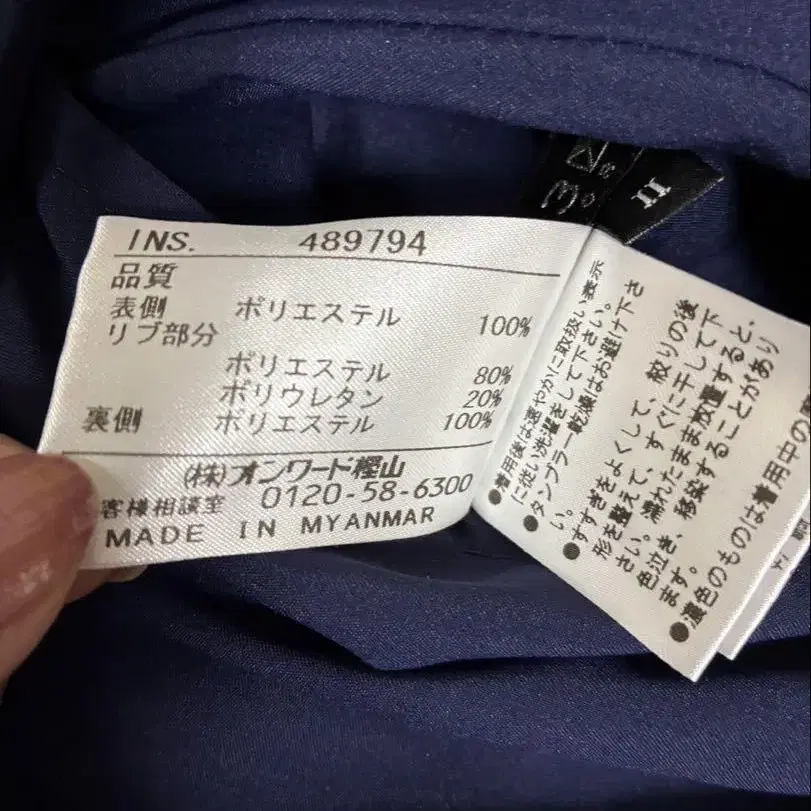 INS. 489794
品質
表側 ポリエステル 100%
リブ部分
ポリエステル 80%
ポリウレタン 20%
裏側 ポリエステル 100%
(株)オンワード樫山
客様相談室 0120-58-6300
MADE IN MYANMAR
11
●着用後は速やかに取扱い表示
に従い洗濯をして下さい。
●タンブラー乾燥はお避け下さ
い。
●すすぎをよくして、絞りの後
形を整えて、すぐに干して下
さい。濡れたまま放置すると、
色泣き、移染することがあり
ます。
●濃色のものは着用中の